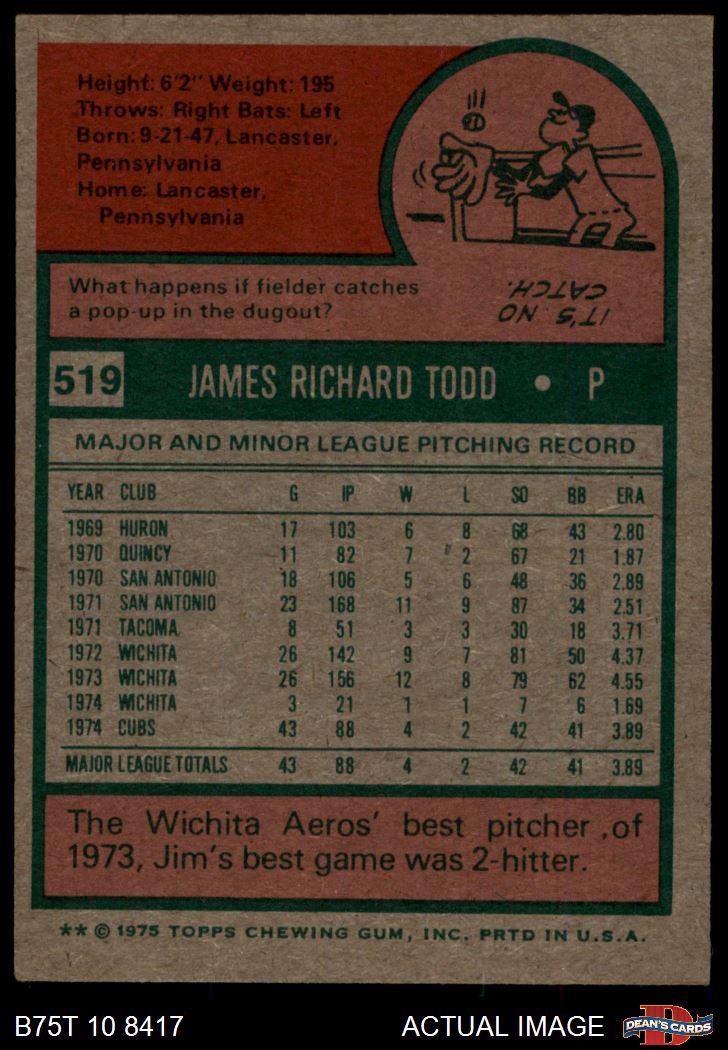 Height: 6'2" Weight: 195
Throws: Right Bats: Left
Born: 9-21-47, Lancaster,
Pennsylvania
Home: Lancaster,
Pennsylvania
What happens if fielder catches
a pop-up in the dugout?
IT'S NO
CATCH.
519 JAMES RICHARD TODD • P
MAJOR AND MINOR LEAGUE PITCHING RECORD
YEAR CLUB G IP W L SO BB ERA
1969 HURON 17 103 6 8 68 43 2.80
1970 QUINCY 11 82 7 2 67 21 1.87
1970 SAN ANTONIO 18 106 5 6 48 36 2.89
1971 SAN ANTONIO 23 168 11 9 87 34 2.51
1971 TACOMA 8 51 3 3 30 18 3.71
1972 WICHITA 26 142 9 7 81 50 4.37
1973 WICHITA 26 156 12 8 79 62 4.55
1974 WICHITA 3 21 1 1 7 6 1.69
1974 CUBS 43 88 4 2 42 41 3.89
MAJOR LEAGUE TOTALS 43 88 4 2 42 41 3.89
The Wichita Aeros' best pitcher of
1973, Jim's best game was 2-hitter.
** © 1975 TOPPS CHEWING GUM, INC. PRTD IN U.S.A.
B75T 10 8417 ACTUAL IMAGE
D
DEAN'S CARDS